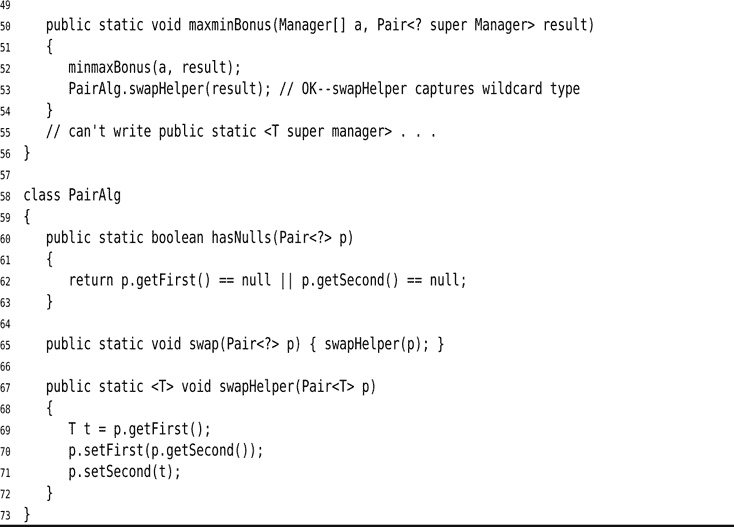 49
50    public static void maxminBonus(Manager[] a, Pair<? super Manager> result)
51    {
52       minmaxBonus(a, result);
53       PairAlg.swapHelper(result); // OK--swapHelper captures wildcard type
54    }
55    // can't write public static <T super manager> . . .
56 }
57
58 class PairAlg
59 {
60    public static boolean hasNulls(Pair<?> p)
61    {
62       return p.getFirst() == null || p.getSecond() == null;
63    }
64
65    public static void swap(Pair<?> p) { swapHelper(p); }
66
67    public static <T> void swapHelper(Pair<T> p)
68    {
69       T t = p.getFirst();
70       p.setFirst(p.getSecond());
71       p.setSecond(t);
72    }
73 }